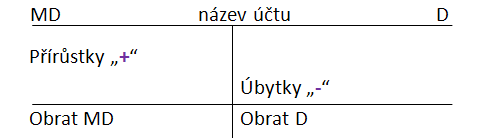 MD název účtu D
Přírůstky „+“
Úbytky „-“
Obrat MD Obrat D